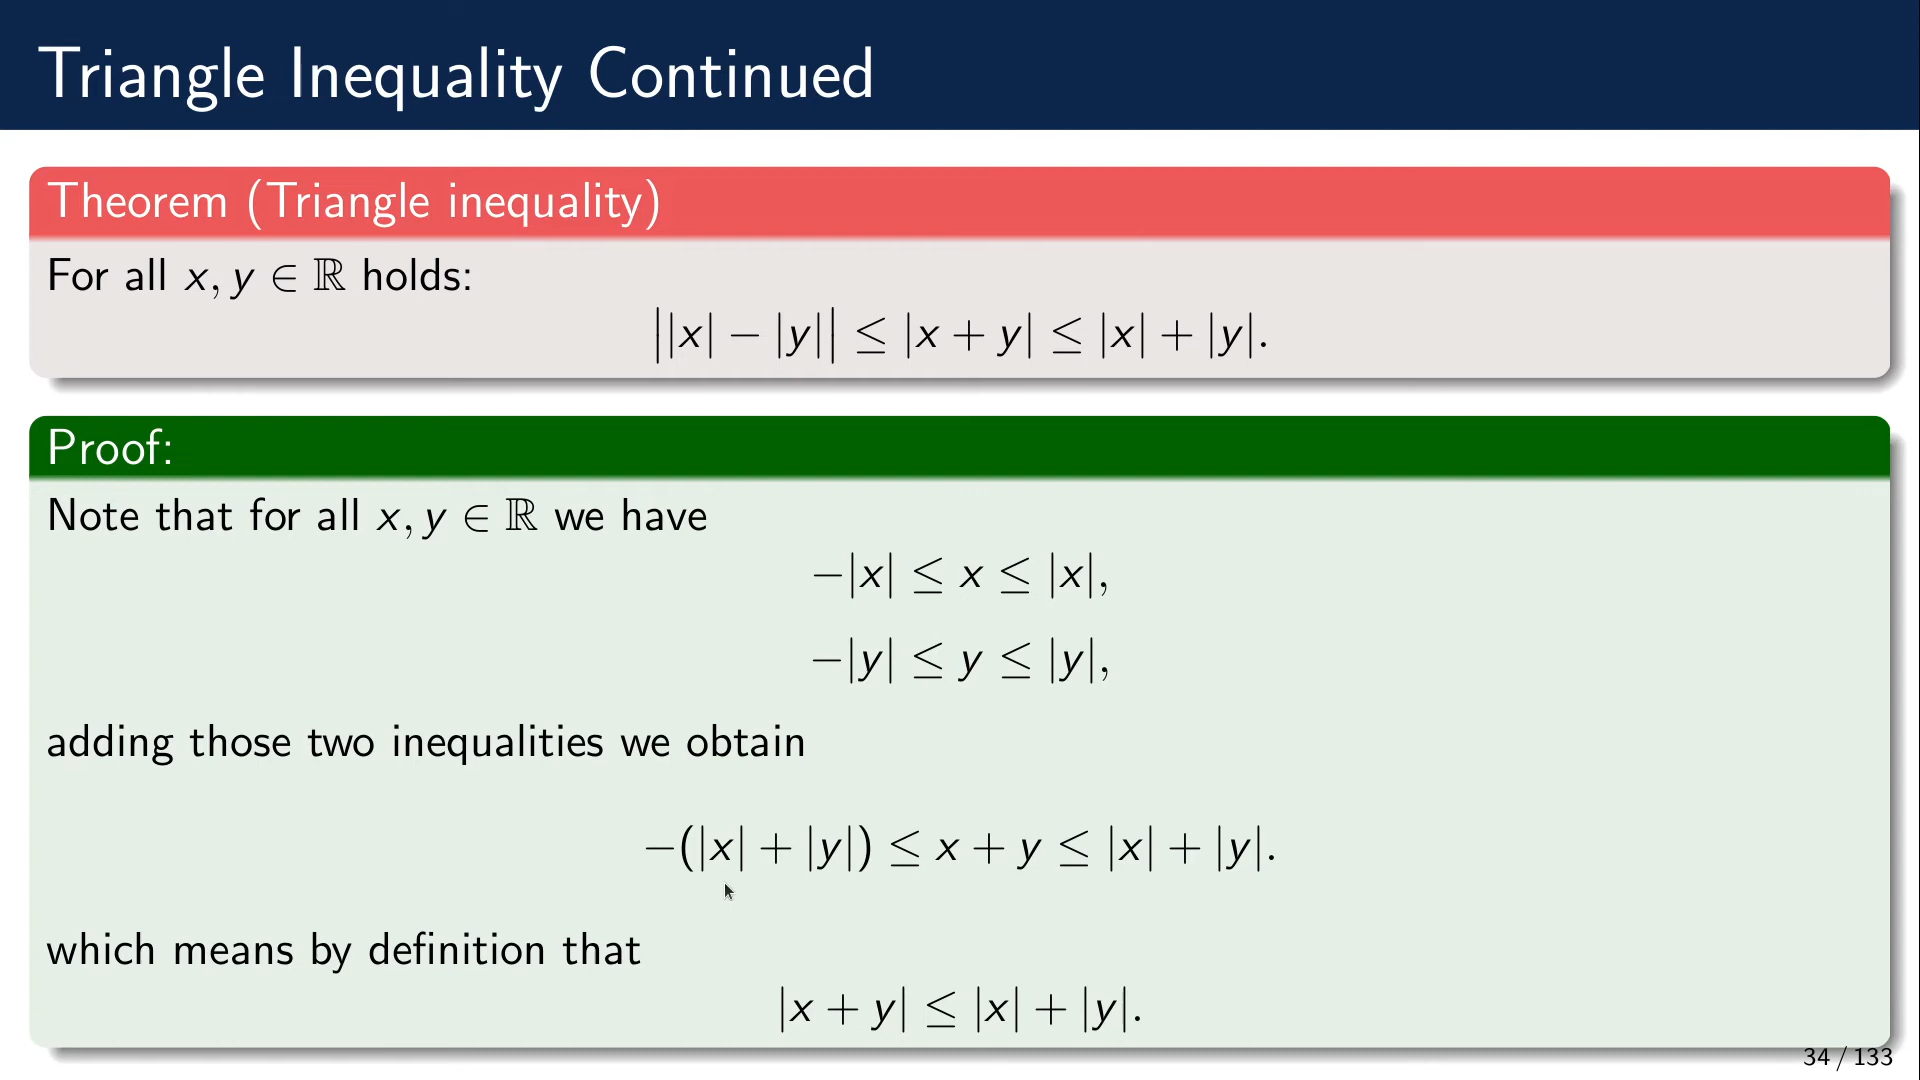 Triangle Inequality Continued
Theorem (Triangle inequality)
For all x, y ∈ ℝ holds:
||x| − |y|| ≤ |x + y| ≤ |x| + |y|.
Proof:
Note that for all x, y ∈ ℝ we have
−|x| ≤ x ≤ |x|,
−|y| ≤ y ≤ |y|,
adding those two inequalities we obtain
−(|x| + |y|) ≤ x + y ≤ |x| + |y|.
which means by definition that
|x + y| ≤ |x| + |y|.
34 / 133